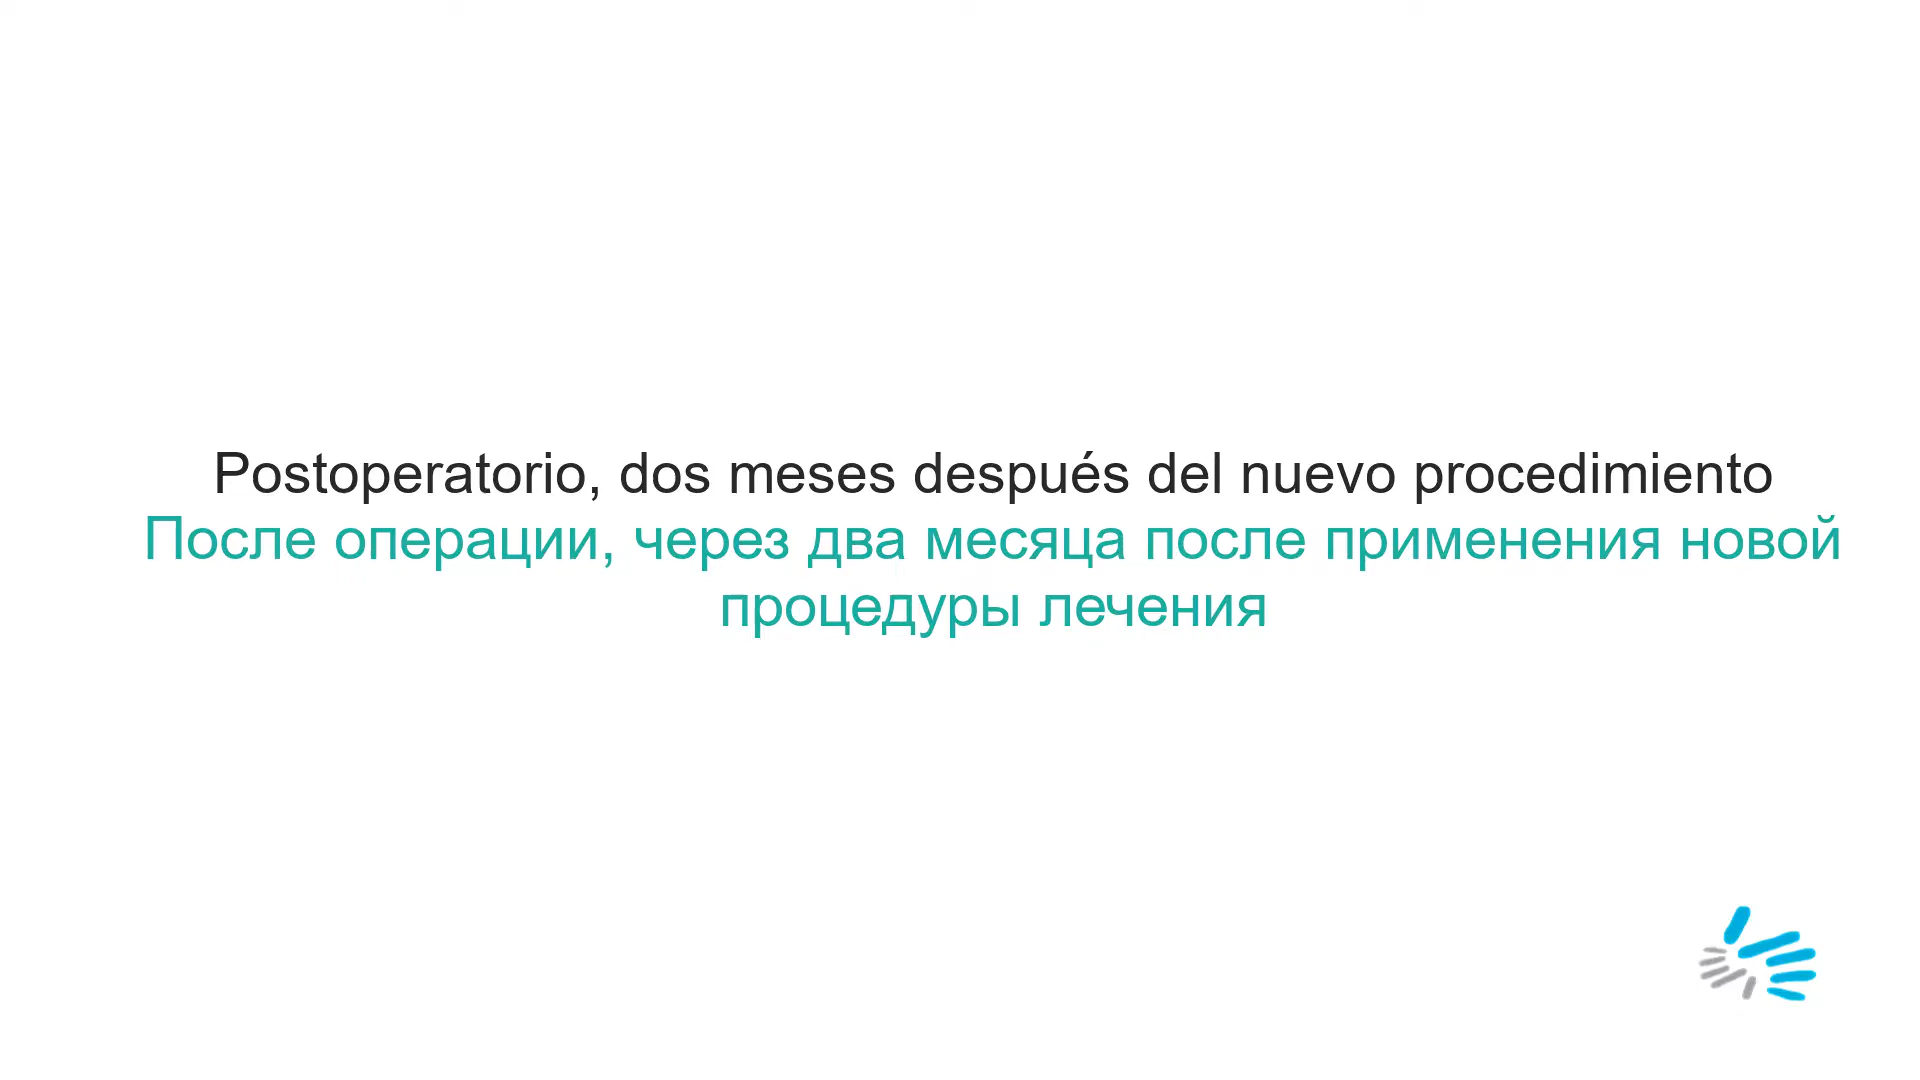 Postoperatorio, dos meses después del nuevo procedimiento
После операции, через два месяца после применения новой
процедуры лечения